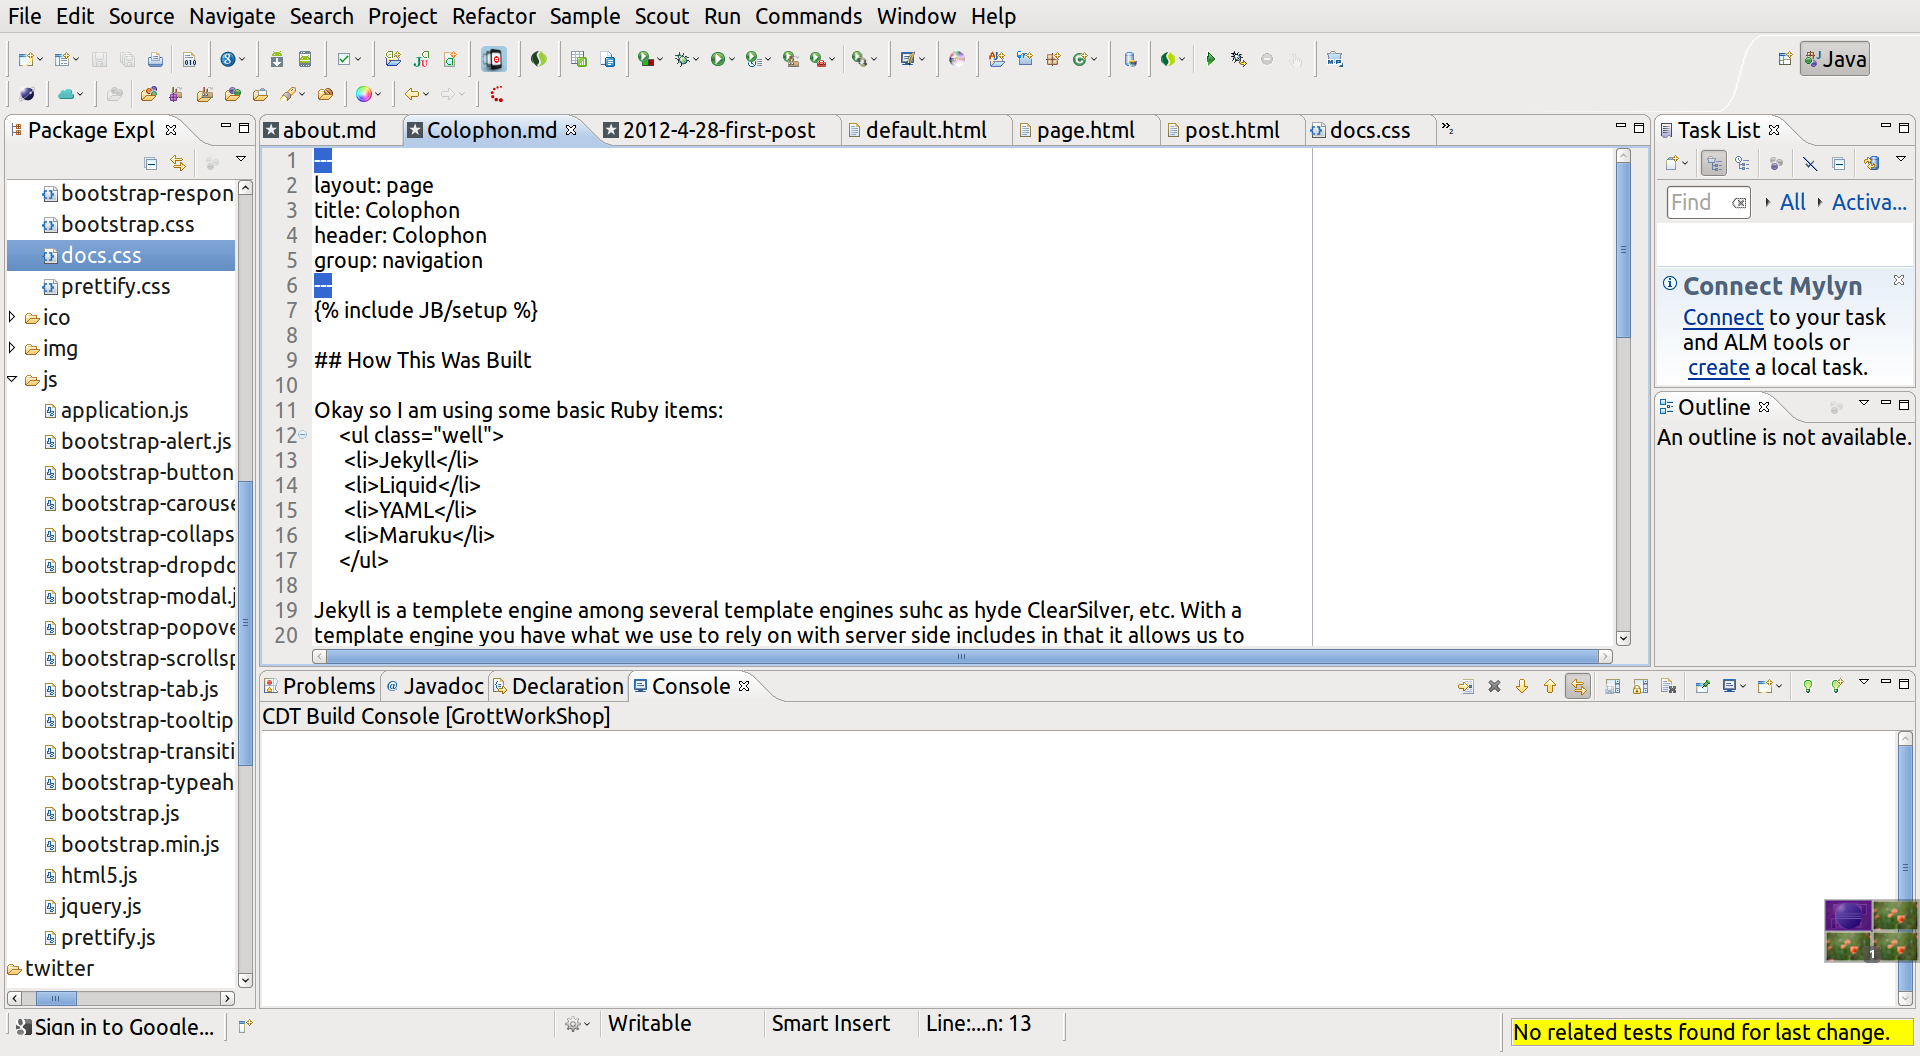 File Edit Source Navigate Search Project Refactor Sample Scout Run Commands Window Help
Java
Package Expl
bootstrap-respon
bootstrap.css
docs.css
prettify.css
ico
img
js
application.js
bootstrap-alert.js
bootstrap-button
bootstrap-carouse
bootstrap-collaps
bootstrap-dropdo
bootstrap-modal.j
bootstrap-popove
bootstrap-scrollsp
bootstrap-tab.js
bootstrap-tooltip
bootstrap-transiti
bootstrap-typeah
bootstrap.js
bootstrap.min.js
html5.js
jquery.js
prettify.js
twitter
about.md Colophon.md 2012-4-28-first-post default.html page.html post.html docs.css »2
1 ---
2 layout: page
3 title: Colophon
4 header: Colophon
5 group: navigation
6 ---
7 {% include JB/setup %}
8
9 ## How This Was Built
10
11 Okay so I am using some basic Ruby items:
12 <ul class="well">
13 <li>Jekyll</li>
14 <li>Liquid</li>
15 <li>YAML</li>
16 <li>Maruku</li>
17 </ul>
18
19 Jekyll is a templete engine among several template engines suhc as hyde ClearSilver, etc. With a
20 template engine you have what we use to rely on with server side includes in that it allows us to
Task List
Find All Activa...
Connect Mylyn
Connect to your task
and ALM tools or
create a local task.
Outline
An outline is not available.
Problems @ Javadoc Declaration Console
CDT Build Console [GrottWorkShop]
1
Sign in to Google...
Writable
Smart Insert
Line:...n: 13
No related tests found for last change.